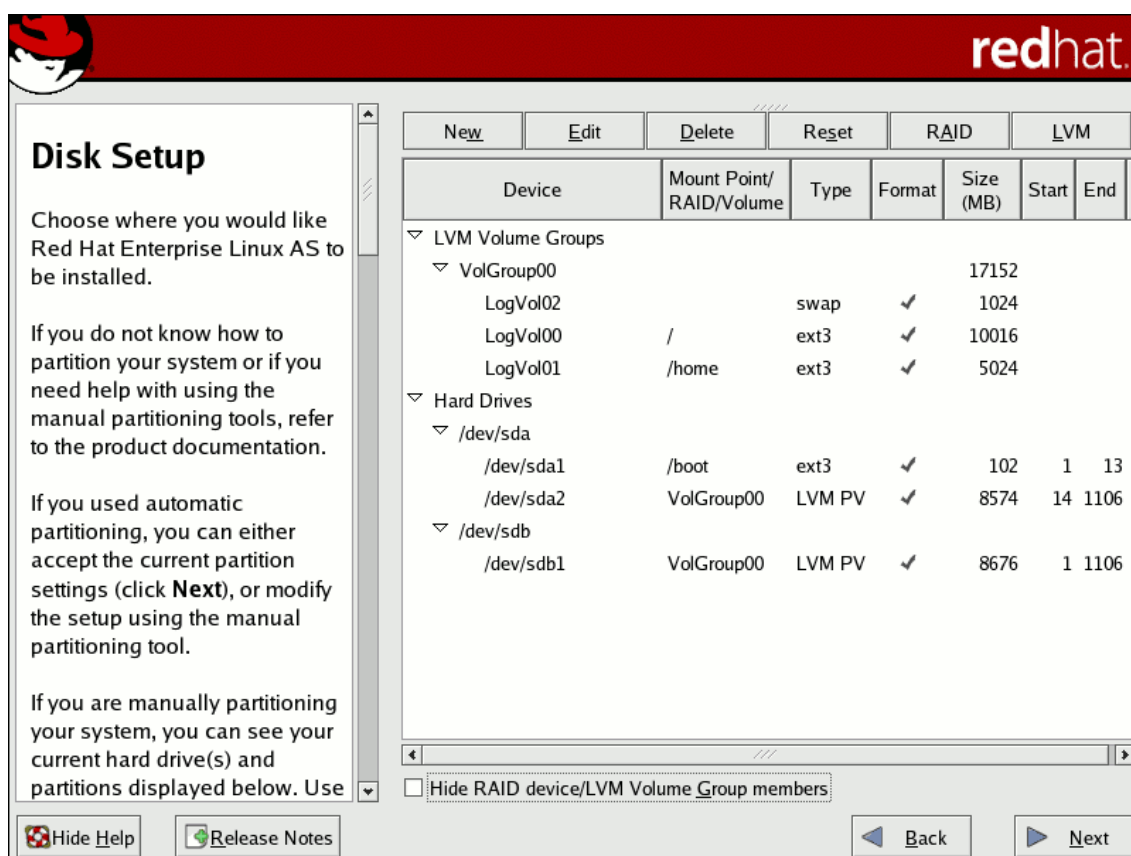 redhat.
Disk Setup
Choose where you would like
Red Hat Enterprise Linux AS to
be installed.
If you do not know how to
partition your system or if you
need help with using the
manual partitioning tools, refer
to the product documentation.
If you used automatic
partitioning, you can either
accept the current partition
settings (click Next), or modify
the setup using the manual
partitioning tool.
If you are manually partitioning
your system, you can see your
current hard drive(s) and
partitions displayed below. Use
New Edit Delete Reset RAID LVM
Device Mount Point/ RAID/Volume Type Format Size (MB) Start End
LVM Volume Groups
VolGroup00 17152
LogVol02 swap 1024
LogVol00 / ext3 10016
LogVol01 /home ext3 5024
Hard Drives
/dev/sda
/dev/sda1 /boot ext3 102 1 13
/dev/sda2 VolGroup00 LVM PV 8574 14 1106
/dev/sdb
/dev/sdb1 VolGroup00 LVM PV 8676 1 1106
Hide RAID device/LVM Volume Group members
Hide Help Release Notes Back Next